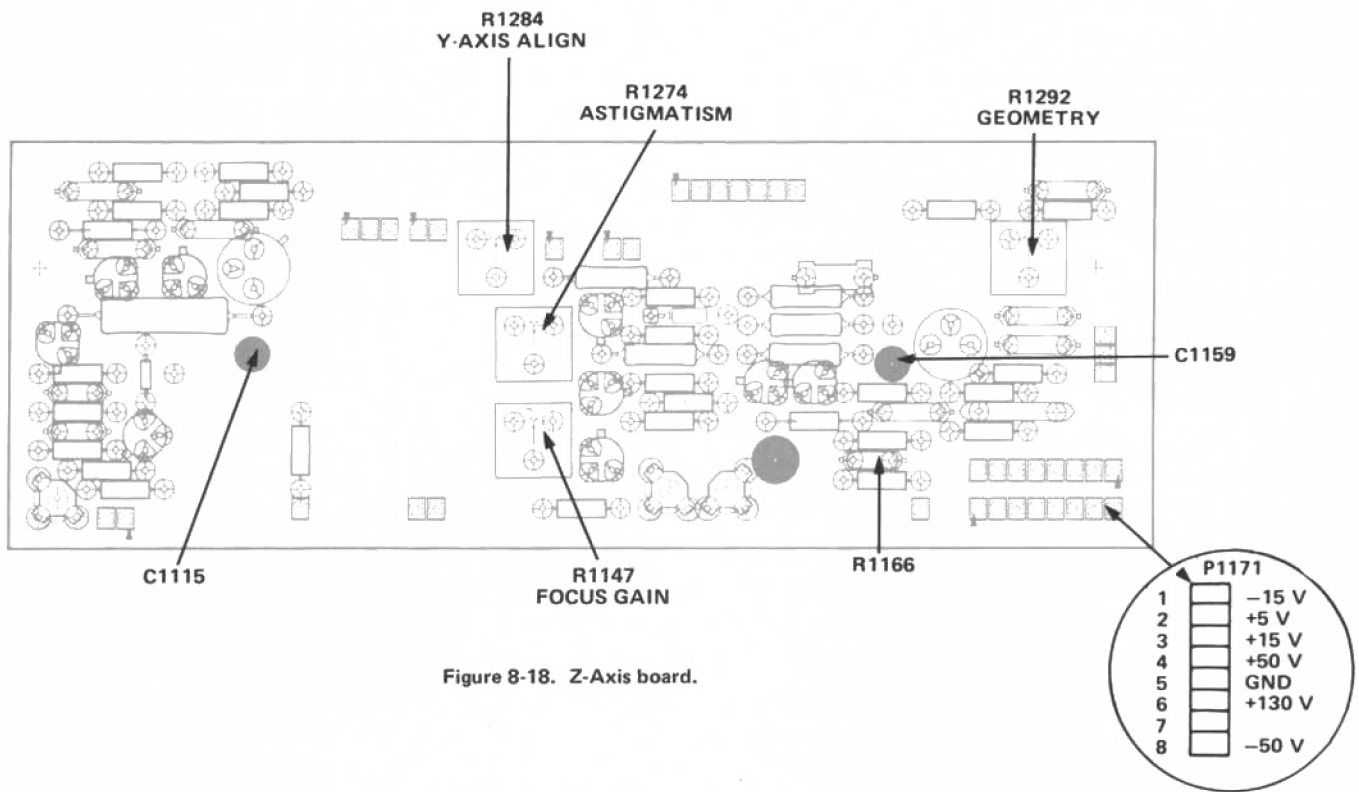 R1284
Y-AXIS ALIGN
R1274
ASTIGMATISM
R1292
GEOMETRY
C1159
C1115
R1147
FOCUS GAIN
R1166
P1171
1 −15 V
2 +5 V
3 +15 V
4 +50 V
5 GND
6 +130 V
7
8 −50 V
Figure 8-18. Z-Axis board.